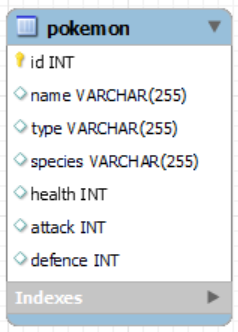 pokemon
id INT
name VARCHAR(255)
type VARCHAR(255)
species VARCHAR(255)
health INT
attack INT
defence INT
Indexes